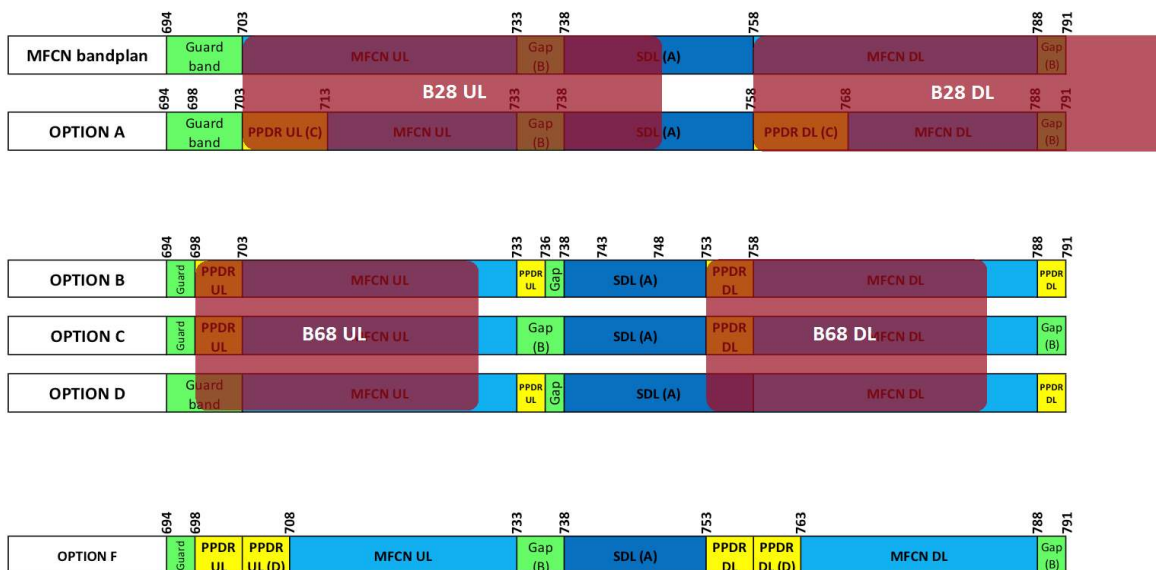 694 703 733 738 758 788 791
MFCN bandplan Guard band MFCN UL Gap (B) SDL (A) MFCN DL Gap (B)
B28 UL B28 DL
694 698 703 713 733 738 758 768 788 791
OPTION A Guard band PPDR UL (C) MFCN UL Gap (B) SDL (A) PPDR DL (C) MFCN DL Gap (B)
694 698 703 733 736 738 743 748 753 758 788 791
OPTION B Guard PPDR UL MFCN UL PPDR UL Gap SDL (A) PPDR DL MFCN DL PPDR DL
OPTION C Guard PPDR UL MFCN UL Gap (B) SDL (A) PPDR DL MFCN DL Gap (B)
B68 UL B68 DL
OPTION D Guard band MFCN UL PPDR UL Gap SDL (A) MFCN DL PPDR DL
694 698 708 733 738 753 763 788 791
OPTION F Guard PPDR UL PPDR UL (D) MFCN UL Gap (B) SDL (A) PPDR DL PPDR DL (D) MFCN DL Gap (B)